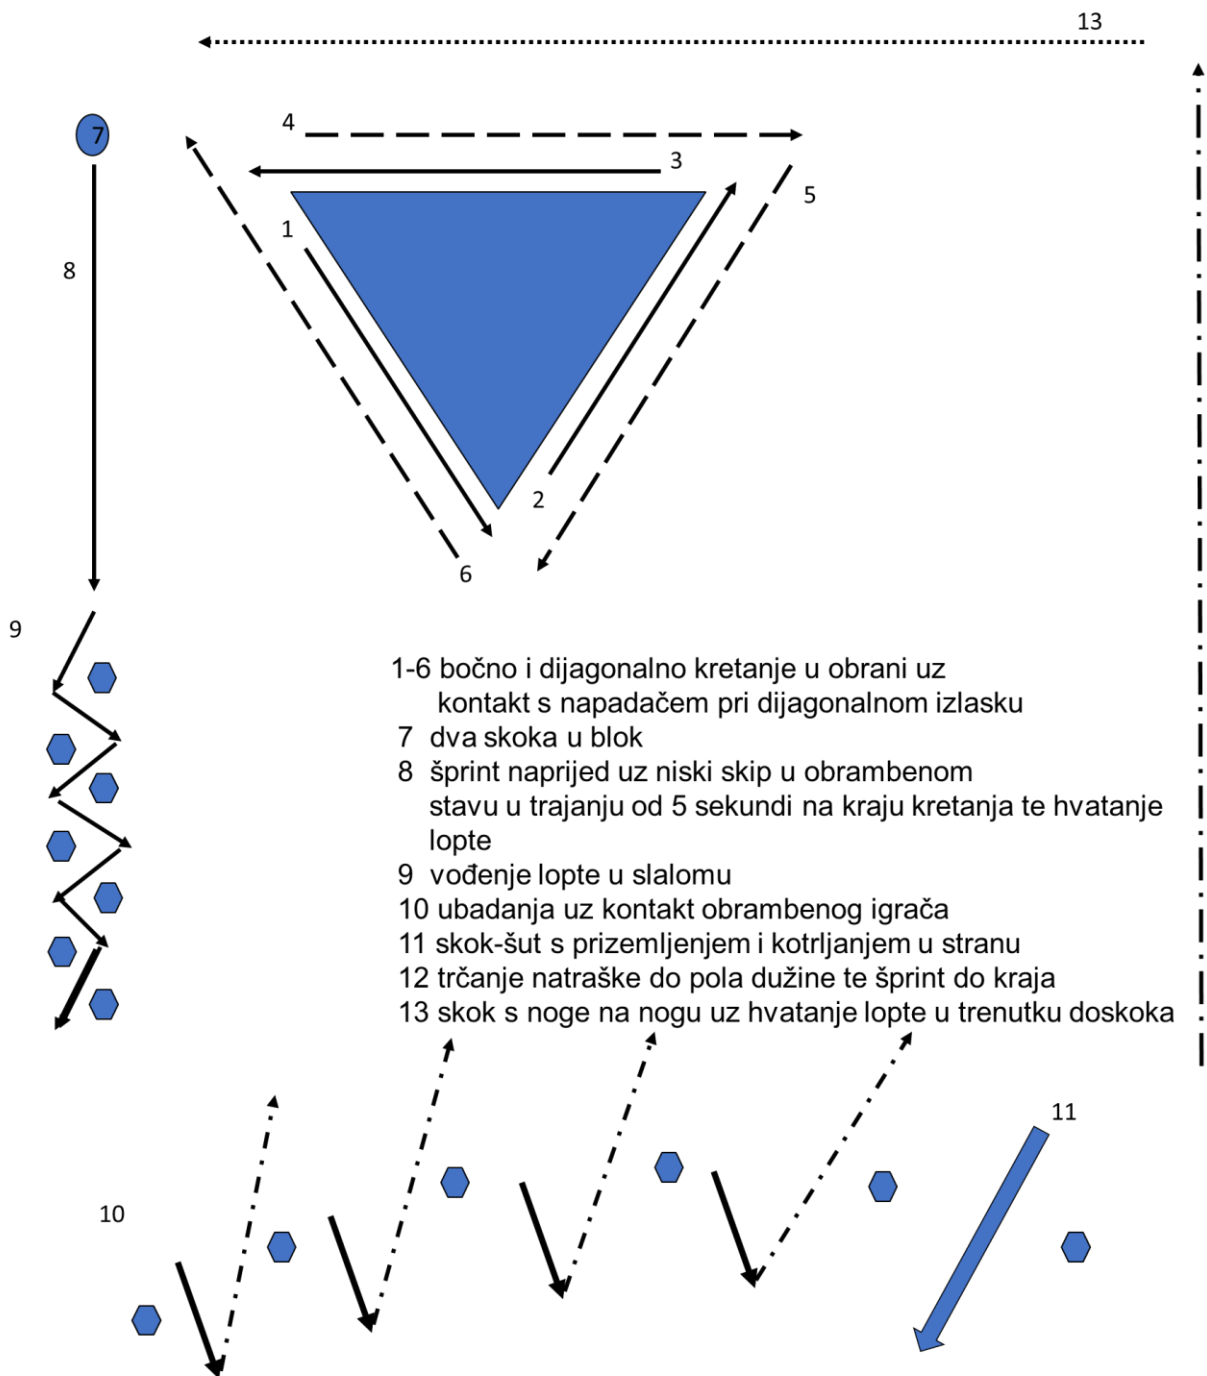 13
7
4
3
5
1
8
2
6
9
1-6 bočno i dijagonalno kretanje u obrani uz
kontakt s napadačem pri dijagonalnom izlasku
7 dva skoka u blok
8 šprint naprijed uz niski skip u obrambenom
stavu u trajanju od 5 sekundi na kraju kretanja te hvatanje
lopte
9 vođenje lopte u slalomu
10 ubadanja uz kontakt obrambenog igrača
11 skok-šut s prizemljenjem i kotrljanjem u stranu
12 trčanje natraške do pola dužine te šprint do kraja
13 skok s noge na nogu uz hvatanje lopte u trenutku doskoka
11
10